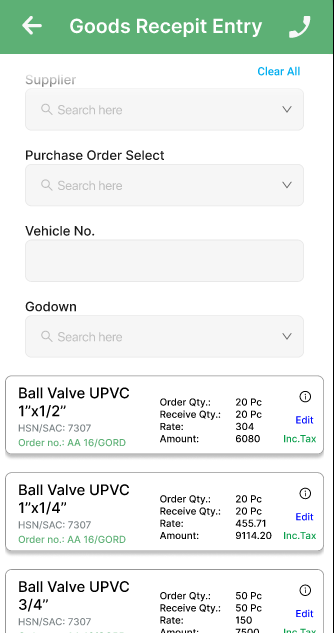 Goods Recepit Entry
Clear All
Supplier
Search here
Purchase Order Select
Search here
Vehicle No.
Godown
Search here
Ball Valve UPVC
1”x1/2”
HSN/SAC: 7307
Order no.: AA 16/GORD
Order Qty.: 20 Pc
Receive Qty.: 20 Pc
Rate: 304
Amount: 6080
Edit
Inc.Tax
Ball Valve UPVC
1”x1/4”
HSN/SAC: 7307
Order no.: AA 16/GORD
Order Qty.: 20 Pc
Receive Qty.: 20 Pc
Rate: 455.71
Amount: 9114.20
Edit
Inc.Tax
Ball Valve UPVC
3/4”
HSN/SAC: 7307
Order Qty.: 50 Pc
Receive Qty.: 50 Pc
Rate: 150
Amount: 7500
Edit
Inc.Tax